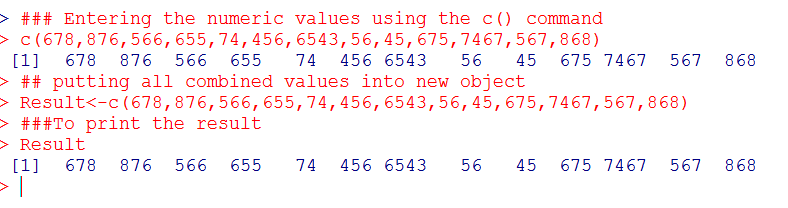 > ### Entering the numeric values using the c() command
> c(678,876,566,655,74,456,6543,56,45,675,7467,567,868)
[1]  678  876  566  655   74  456 6543   56   45  675 7467  567  868
> ## putting all combined values into new object
> Result<-c(678,876,566,655,74,456,6543,56,45,675,7467,567,868)
> ###To print the result
> Result
[1]  678  876  566  655   74  456 6543   56   45  675 7467  567  868
>